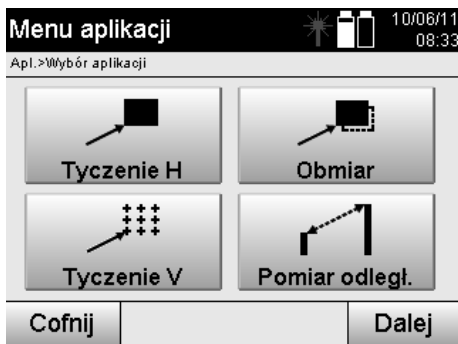 Menu aplikacji
10/06/11
08:33
Apl.>Wybór aplikacji
Tyczenie H
Obmiar
Tyczenie V
Pomiar odległ.
Cofnij
Dalej